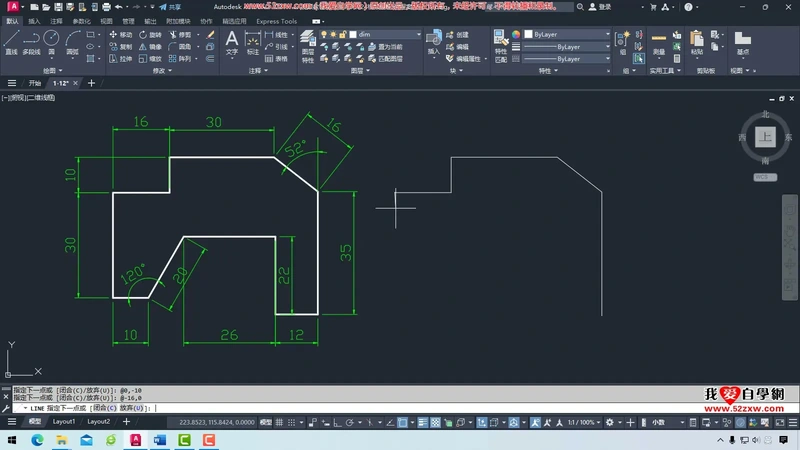 共享
Autodesk
www.52zxw.com
登录
默认 插入 注释 参数化 视图 管理 输出 附加模块 协作 精选应用 Express Tools
直线 多段线 圆 圆弧
移动 旋转 修剪
复制 镜像 圆角
拉伸 缩放 阵列
文字 标注
线性
引线
表格
图层特性
dim
置为当前
匹配图层
插入
创建
编辑
编辑属性
特性匹配
ByLayer
ByLayer
ByLayer
组
测量
粘贴
基点
绘图 修改 注释 图层 块 特性 组 实用工具 剪贴板 视图
开始 1-12*
[-][俯视][二维线框]
北
西 上 东
南
WCS
16 30 16
52°
10
30
35
120°
20
22
10 26 12
Y
X
指定下一点或 [闭合(C)/放弃(U)]: @0,-10
指定下一点或 [闭合(C)/放弃(U)]: @-16,0
LINE 指定下一点或 [闭合(C) 放弃(U)]:
我爱自學網
www.52zxw.com
模型 Layout1 Layout2
223.8523, 115.8424, 0.0000 模型
1:1 / 100%
小数